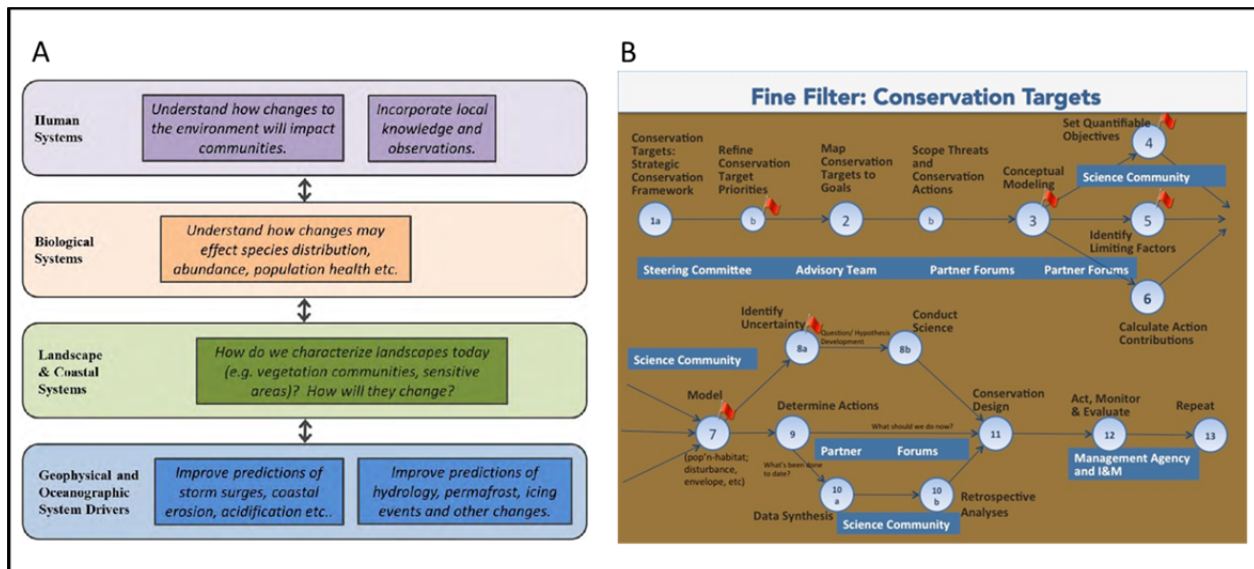 A
Human
Systems
Understand how changes to
the environment will impact
communities.
Incorporate local
knowledge and
observations.
Biological
Systems
Understand how changes may
effect species distribution,
abundance, population health etc.
Landscape
& Coastal
Systems
How do we characterize landscapes today
(e.g. vegetation communities, sensitive
areas)? How will they change?
Geophysical and
Oceanographic
System Drivers
Improve predictions of
storm surges, coastal
erosion, acidification etc..
Improve predictions of
hydrology, permafrost, icing
events and other changes.
B
Fine Filter: Conservation Targets
Conservation
Targets:
Strategic
Conservation
Framework
1a
Refine
Conservation
Target
Priorities
b
Map
Conservation
Targets to
Goals
2
Scope Threats
and
Conservation
Actions
b
Conceptual
Modeling
3
Set Quantifiable
Objectives
4
Science Community
5
Identify
Limiting Factors
6
Calculate Action
Contributions
Steering Committee
Advisory Team
Partner Forums
Partner Forums
Science Community
Identify
Uncertainty
8a
Question/ Hypothesis
Development
Conduct
Science
8b
Model
7
(pop'n-habitat;
disturbance,
envelope, etc)
Determine Actions
9
What should we do now?
Partner Forums
What's been done
to date?
10
a
Data Synthesis
10
b
Retrospective
Analyses
Science Community
Conservation
Design
11
Act, Monitor
& Evaluate
12
Management Agency
and I&M
Repeat
13